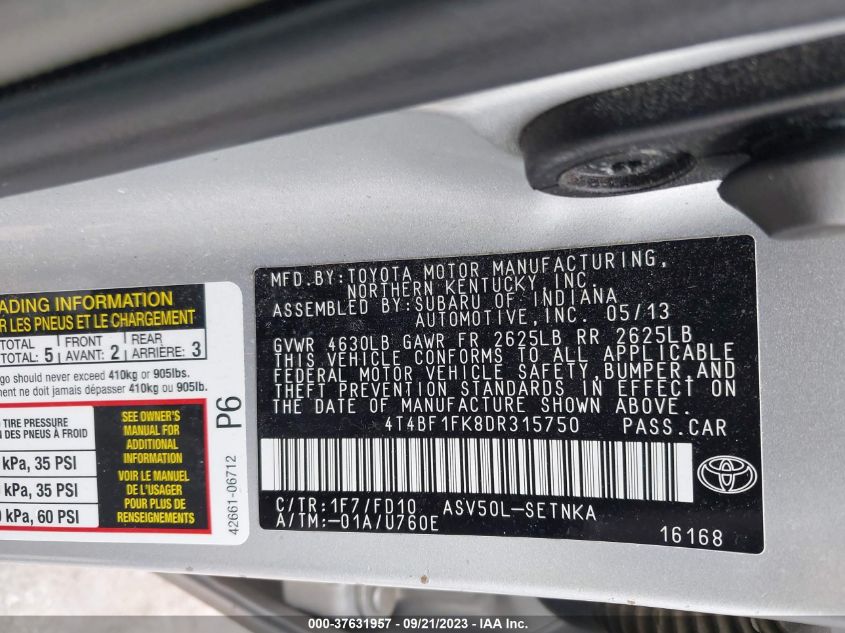 ADING INFORMATION
R LES PNEUS ET LE CHARGEMENT
TOTAL: 5 FRONT AVANT: 2 REAR ARRIÈRE: 3
go should never exceed 410kg or 905lbs.
ment ne doit jamais dépasser 410kg ou 905lb.
TIRE PRESSURE
N DES PNEUS À FROID
kPa, 35 PSI
kPa, 35 PSI
kPa, 60 PSI
SEE OWNER'S
MANUAL FOR
ADDITIONAL
INFORMATION
VOIR LE MANUEL
DE L'USAGER
POUR PLUS DE
RENSEIGNEMENTS
P6
42661-06712
MFD.BY:TOYOTA MOTOR MANUFACTURING,
NORTHERN KENTUCKY, INC.
ASSEMBLED BY:SUBARU OF INDIANA
AUTOMOTIVE,INC. 05/13
GVWR 4630LB GAWR FR 2625LB RR 2625LB
THIS VEHICLE CONFORMS TO ALL APPLICABLE
FEDERAL MOTOR VEHICLE SAFETY,BUMPER,AND
THEFT PREVENTION STANDARDS IN EFFECT ON
THE DATE OF MANUFACTURE SHOWN ABOVE.
4T4BF1FK8DR315750 PASS.CAR
C/TR:1F7/FD10 ASV50L-SETNKA
A/TM:-01A/U760E
16168
000-37631957 - 09/21/2023 - © IAA Inc.